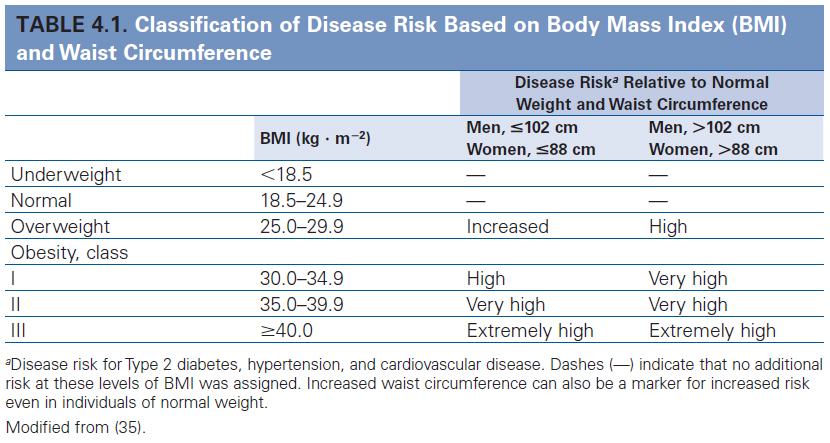 TABLE 4.1. Classification of Disease Risk Based on Body Mass Index (BMI)
and Waist Circumference
Disease Riskᵃ Relative to Normal
Weight and Waist Circumference
BMI (kg · m⁻²) Men, ≤102 cm Men, >102 cm
Women, ≤88 cm Women, >88 cm
Underweight <18.5 — —
Normal 18.5–24.9 — —
Overweight 25.0–29.9 Increased High
Obesity, class
I 30.0–34.9 High Very high
II 35.0–39.9 Very high Very high
III ≥40.0 Extremely high Extremely high
ᵃDisease risk for Type 2 diabetes, hypertension, and cardiovascular disease. Dashes (—) indicate that no additional
risk at these levels of BMI was assigned. Increased waist circumference can also be a marker for increased risk
even in individuals of normal weight.
Modified from (35).